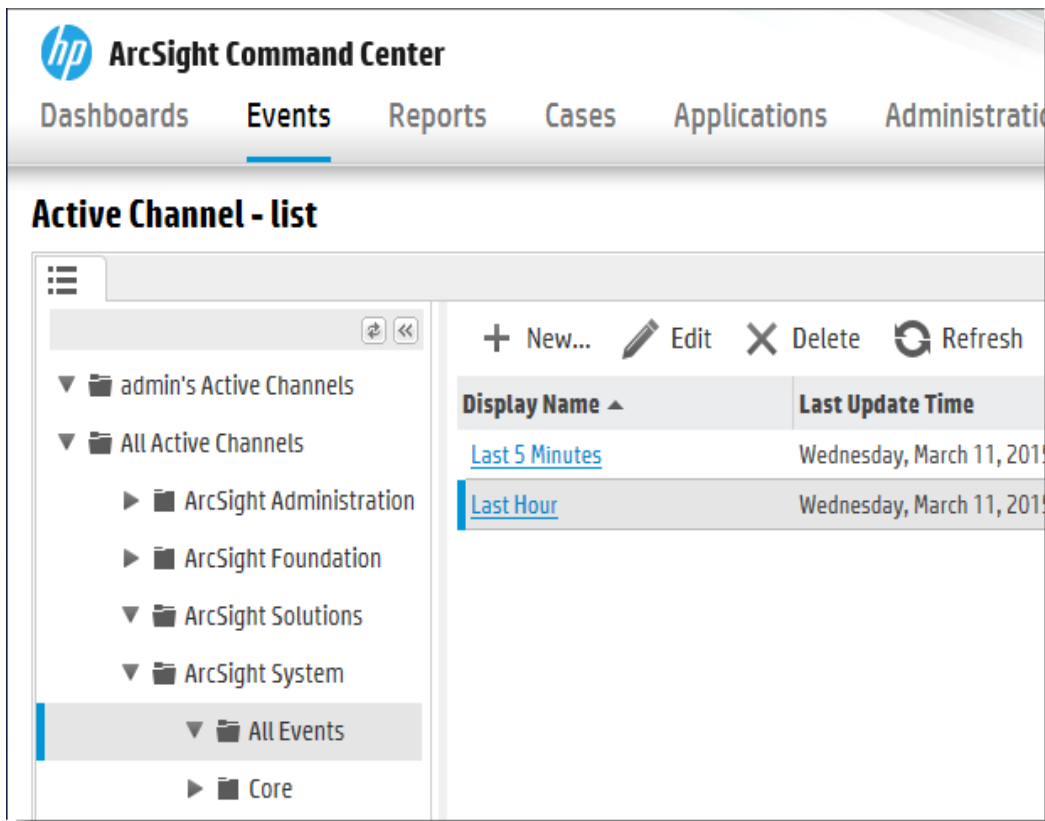 hp ArcSight Command Center
Dashboards Events Reports Cases Applications Administratio
Active Channel - list
New... Edit Delete Refresh
admin's Active Channels
All Active Channels
ArcSight Administration
ArcSight Foundation
ArcSight Solutions
ArcSight System
All Events
Core
Display Name Last Update Time
Last 5 Minutes Wednesday, March 11, 2015
Last Hour Wednesday, March 11, 2015